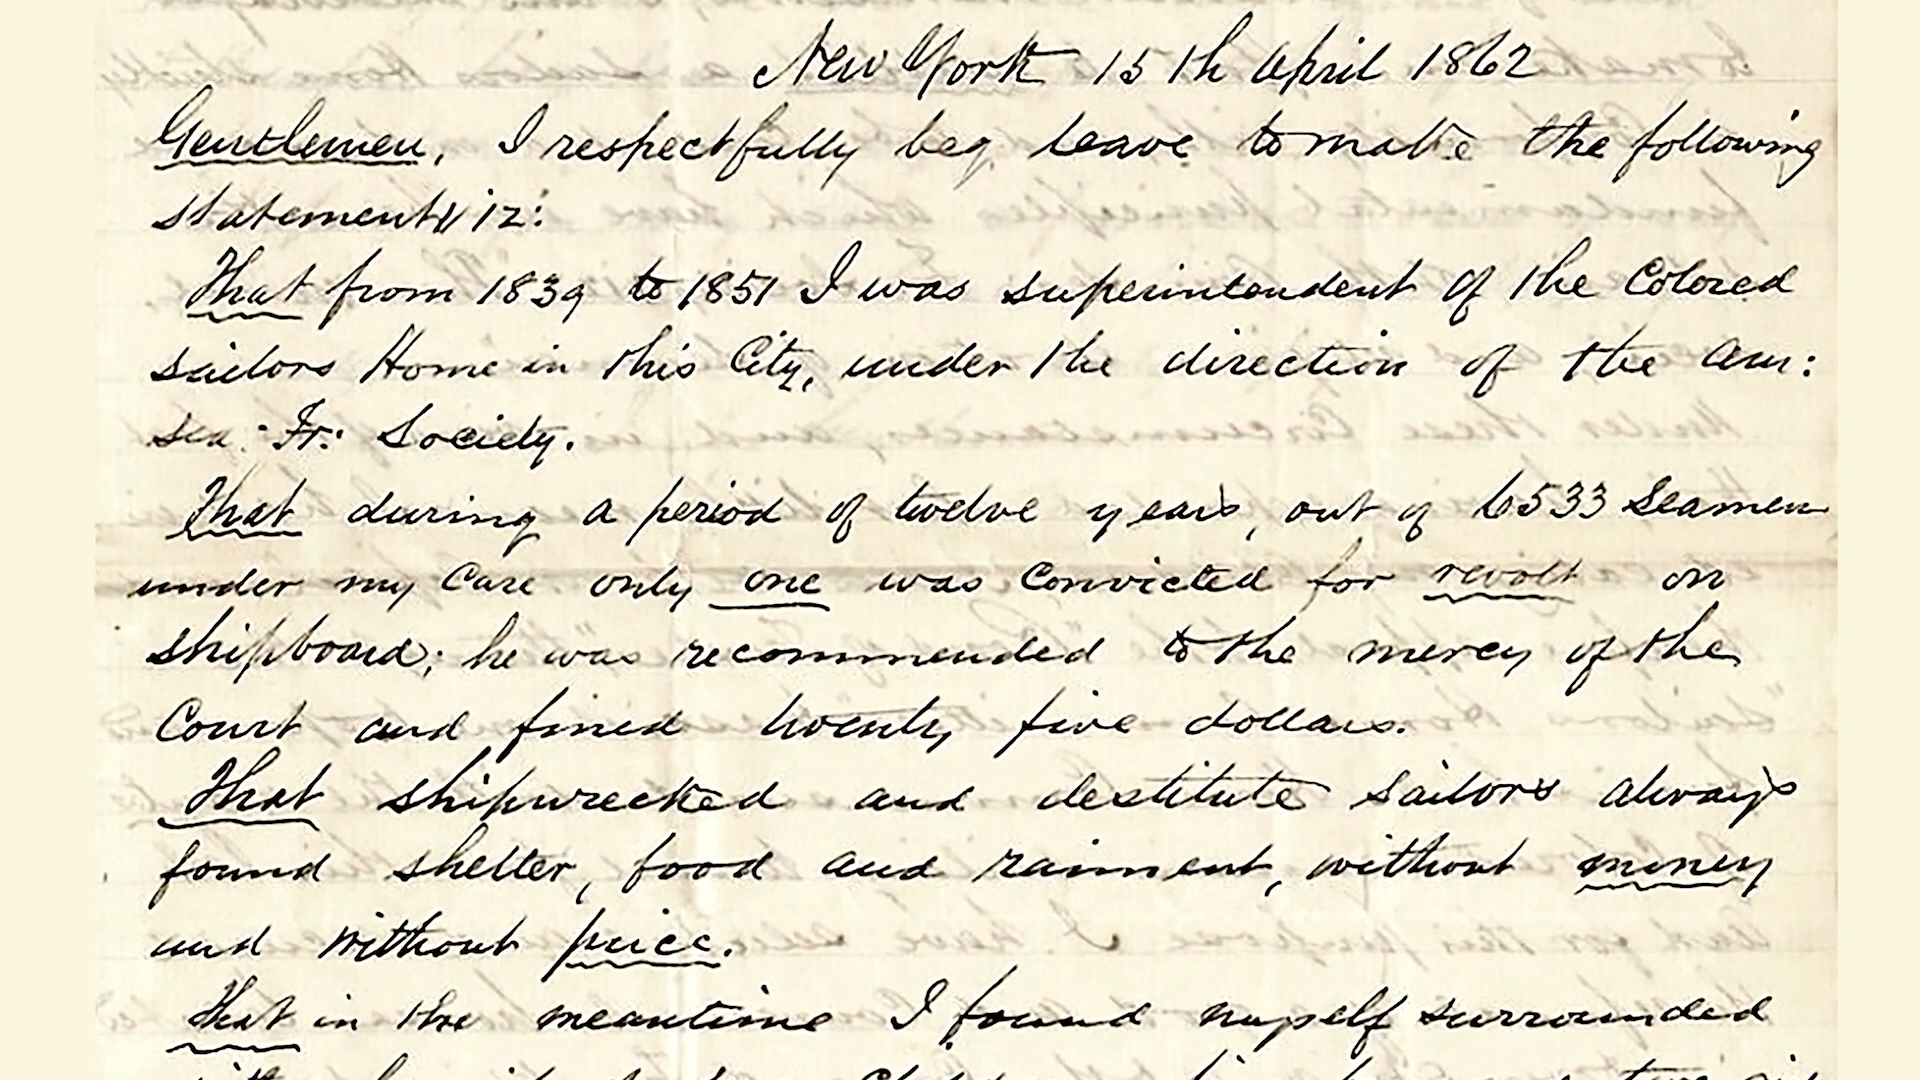 New York 15th April 1862
Gentlemen, I respectfully beg leave to make the following
statement viz:
That from 1839 to 1851 I was superintendent of the Colored
sailors Home in this City, under the direction of the Am:
sea: Fr: Society.
That during a period of twelve years, out of 6533 Seamen
under my Care only one was Convicted for revolt on
shipboard; he was recommended to the mercy of the
Court and fined twenty five dollars.
That shipwrecked and destitute sailors always
found shelter, food and raiment, without money
and without price.
That in the meantime I found myself surrounded